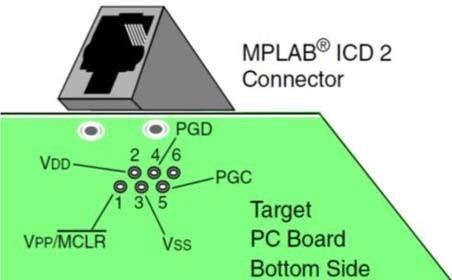 MPLAB® ICD 2
Connector
PGD
2 4 6
VDD
PGC
1 3 5
VPP/MCLR
VSS
Target
PC Board
Bottom Side